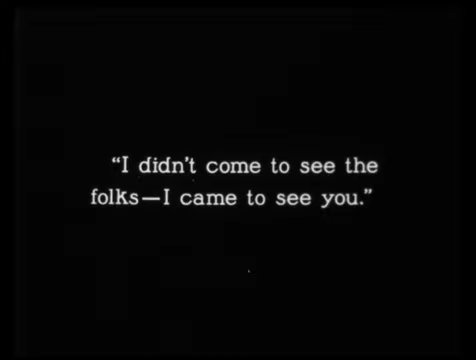 “I didn’t come to see the
folks—I came to see you.”